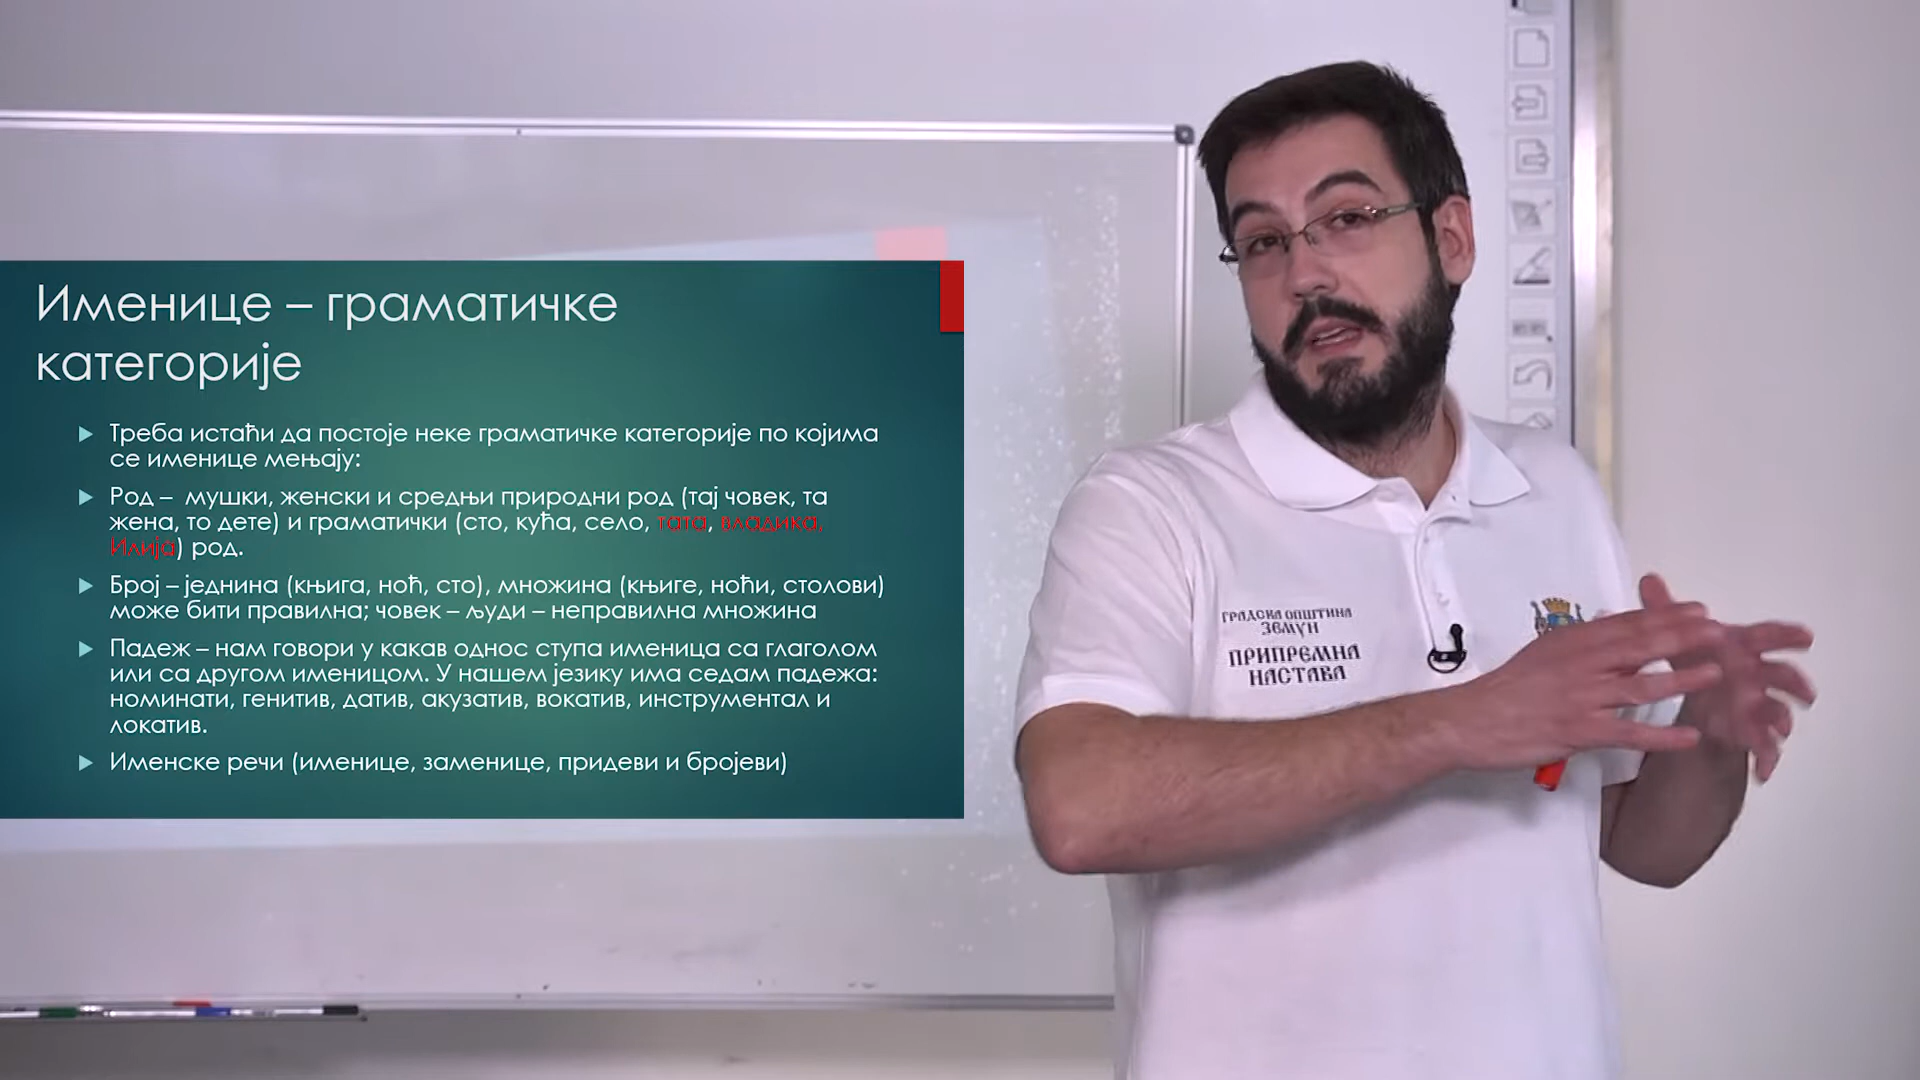 Именице – граматичке
категорије
Треба истаћи да постоје неке граматичке категорије по којима
се именице мењају:
Род – мушки, женски и средњи природни род (тај човек, та
жена, то дете) и граматички (сто, кућа, село, тата, владика,
Илија) род.
Број – једнина (књига, ноћ, сто), множина (књиге, ноћи, столови)
може бити правилна; човек – људи – неправилна множина
Падеж – нам говори у какав однос ступа именица са глаголом
или са другом именицом. У нашем језику има седам падежа:
номинати, генитив, датив, акузатив, вокатив, инструментал и
локатив.
Именске речи (именице, заменице, придеви и бројеви)
ГРАДСКА ОПШТИНА
ЗЕМУН
ПРИПРЕМНА
НАСТАВА